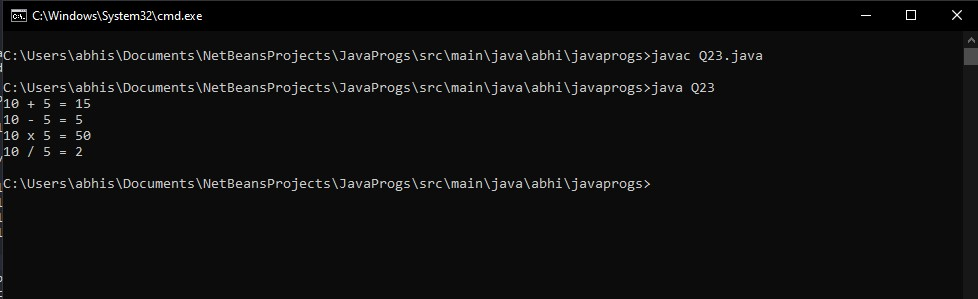 C:\Windows\System32\cmd.exe
C:\Users\abhis\Documents\NetBeansProjects\JavaProgs\src\main\java\abhi\javaprogs>javac Q23.java
C:\Users\abhis\Documents\NetBeansProjects\JavaProgs\src\main\java\abhi\javaprogs>java Q23
10 + 5 = 15
10 - 5 = 5
10 x 5 = 50
10 / 5 = 2
C:\Users\abhis\Documents\NetBeansProjects\JavaProgs\src\main\java\abhi\javaprogs>